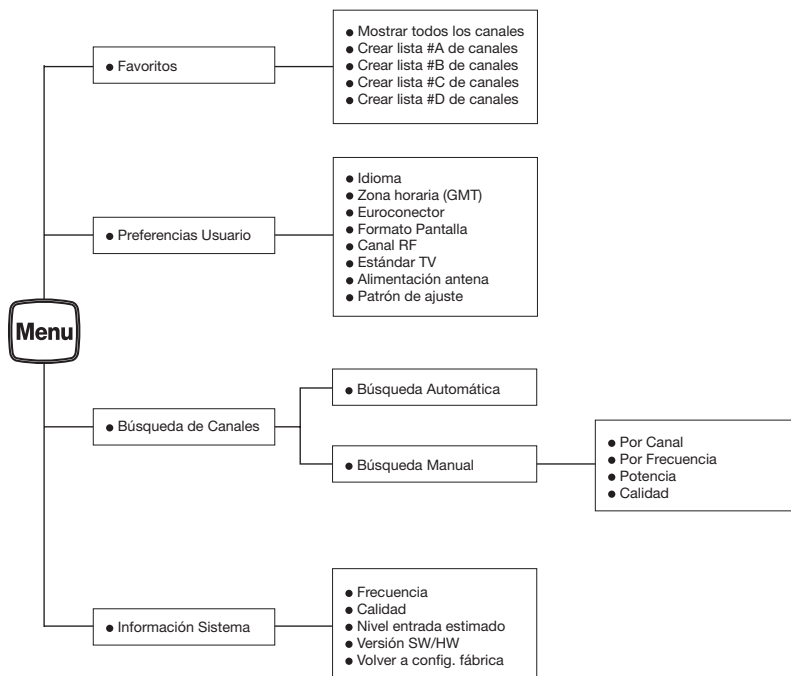 ● Favoritos
● Mostrar todos los canales
● Crear lista #A de canales
● Crear lista #B de canales
● Crear lista #C de canales
● Crear lista #D de canales
● Preferencias Usuario
● Idioma
● Zona horaria (GMT)
● Euroconector
● Formato Pantalla
● Canal RF
● Estándar TV
● Alimentación antena
● Patrón de ajuste
Menu
● Búsqueda de Canales
● Búsqueda Automática
● Búsqueda Manual
● Por Canal
● Por Frecuencia
● Potencia
● Calidad
● Información Sistema
● Frecuencia
● Calidad
● Nivel entrada estimado
● Versión SW/HW
● Volver a config. fábrica